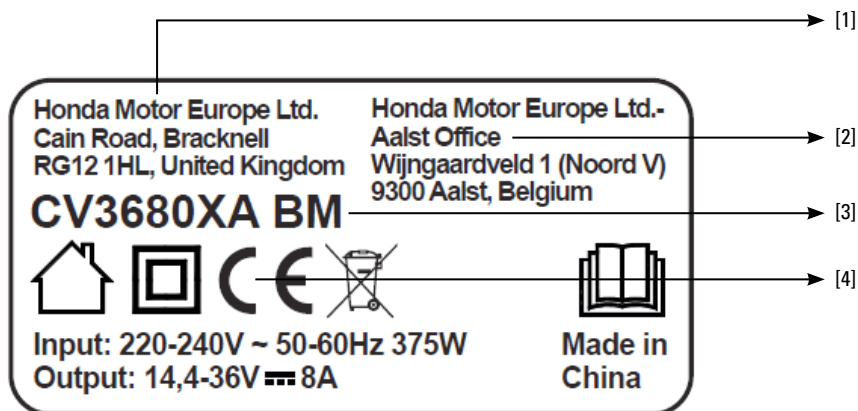 [1]
Honda Motor Europe Ltd.
Cain Road, Bracknell
RG12 1HL, United Kingdom
Honda Motor Europe Ltd.-
Aalst Office
[2]
Wijngaardveld 1 (Noord V)
9300 Aalst, Belgium
CV3680XA BM
[3]
CE
[4]
Input: 220-240V ~ 50-60Hz 375W
Output: 14,4-36V ⎓ 8A
Made in
China